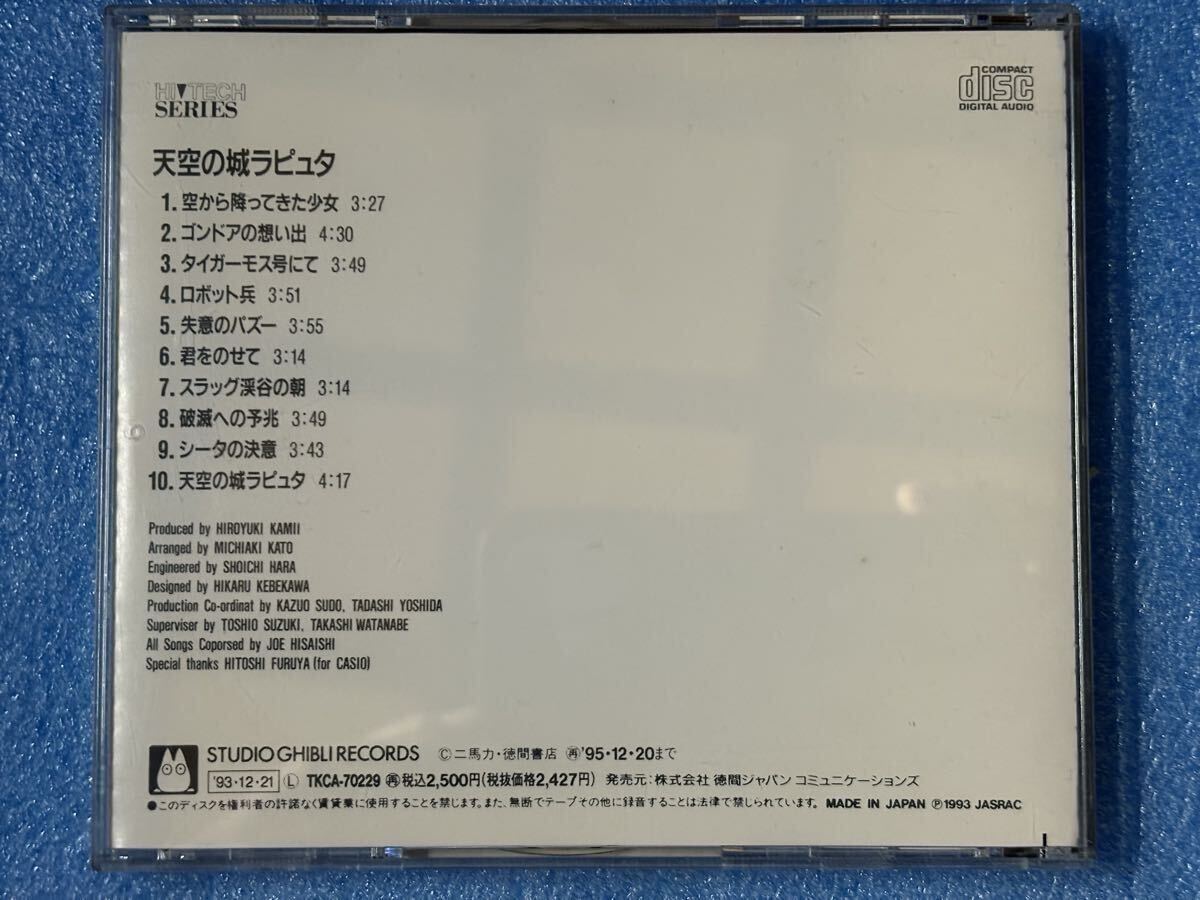 HI▼TECH
SERIES
COMPACT
disc
DIGITAL AUDIO
天空の城ラピュタ
1. 空から降ってきた少女 3:27
2. ゴンドアの想い出 4:30
3. タイガーモス号にて 3:49
4. ロボット兵 3:51
5. 失意のパズー 3:55
6. 君をのせて 3:14
7. スラッグ渓谷の朝 3:14
8. 破滅への予兆 3:49
9. シータの決意 3:43
10. 天空の城ラピュタ 4:17
Produced by HIROYUKI KAMII
Arranged by MICHIAKI KATO
Engineered by SHOICHI HARA
Designed by HIKARU KEBEKAWA
Production Co-ordinat by KAZUO SUDO, TADASHI YOSHIDA
Superviser by TOSHIO SUZUKI, TAKASHI WATANABE
All Songs Coporsed by JOE HISAISHI
Special thanks HITOSHI FURUYA (for CASIO)
STUDIO GHIBLI RECORDS Ⓒ二馬力・徳間書店 ㊢'95・12・20まで
'93・12・21 Ⓛ TKCA-70229 ㊢税込2,500円(税抜価格2,427円) 発売元:株式会社 徳間ジャパン コミュニケーションズ
●このディスクを権利者の許諾なく賃貸業に使用することを禁じます。また、無断でテープその他に録音することは法律で禁じられています。 MADE IN JAPAN Ⓟ1993 JASRAC